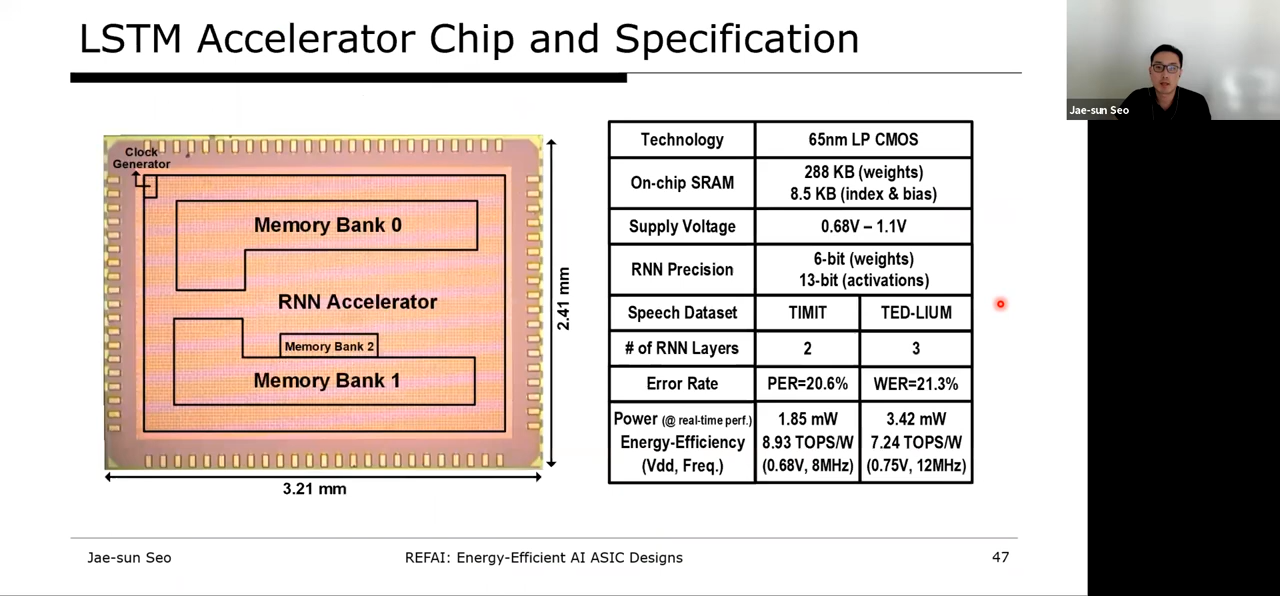 LSTM Accelerator Chip and Specification
Jae-sun Seo
Clock
Generator
Memory Bank 0
RNN Accelerator
Memory Bank 2
Memory Bank 1
2.41 mm
3.21 mm
Technology 65nm LP CMOS
On-chip SRAM 288 KB (weights)
8.5 KB (index & bias)
Supply Voltage 0.68V – 1.1V
RNN Precision 6-bit (weights)
13-bit (activations)
Speech Dataset TIMIT TED-LIUM
# of RNN Layers 2 3
Error Rate PER=20.6% WER=21.3%
Power (@ real-time perf.) 1.85 mW 3.42 mW
Energy-Efficiency 8.93 TOPS/W 7.24 TOPS/W
(Vdd, Freq.) (0.68V, 8MHz) (0.75V, 12MHz)
Jae-sun Seo REFAI: Energy-Efficient AI ASIC Designs 47